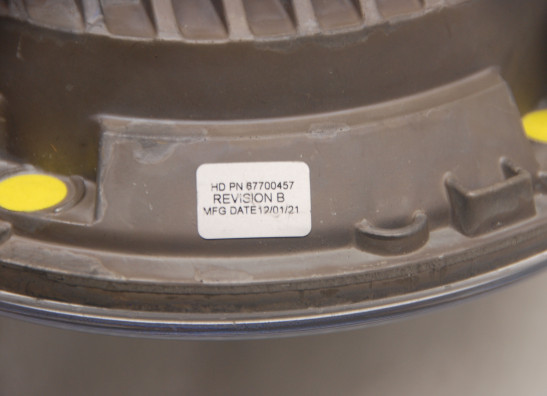 HD PN 67700457
REVISION B
MFG DATE12/01/21